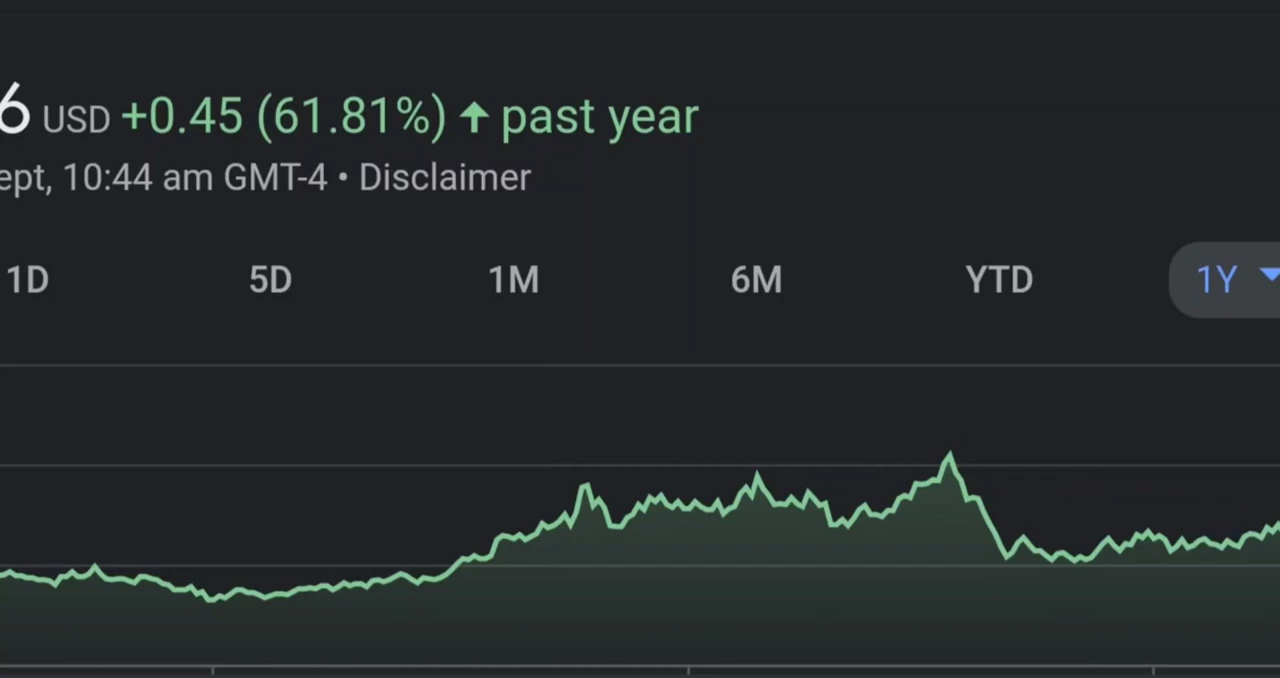 6 USD +0.45 (61.81%) ↑ past year
ept, 10:44 am GMT-4 • Disclaimer
1D 5D 1M 6M YTD 1Y